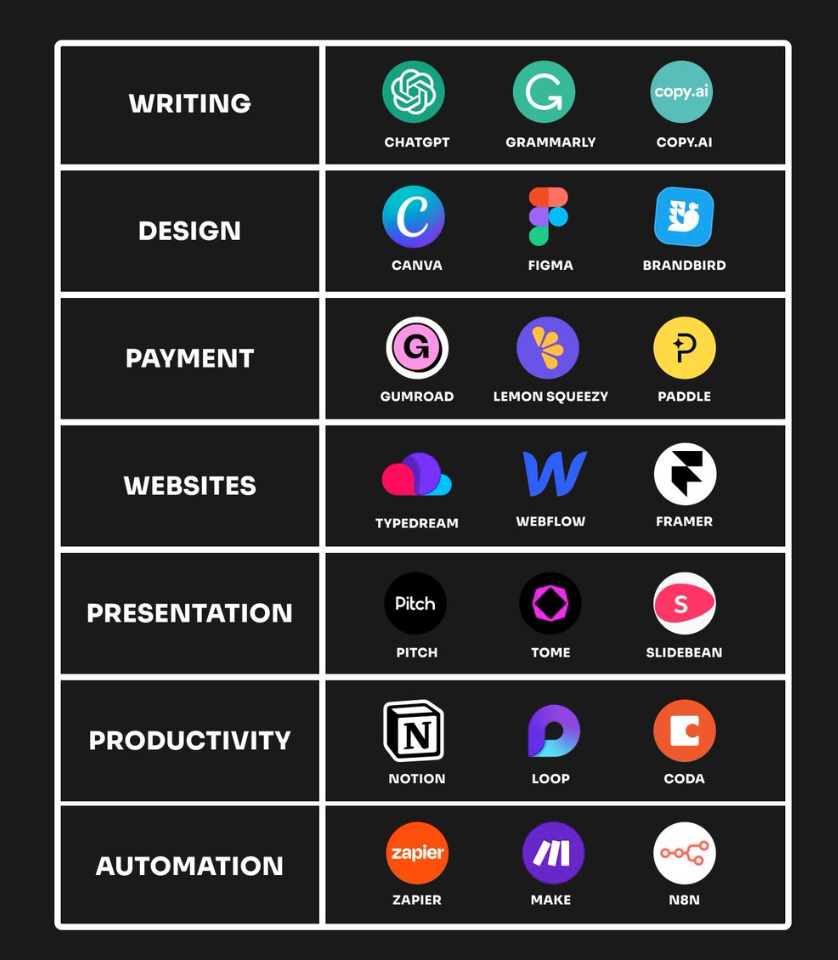 WRITING
copy.ai
CHATGPT GRAMMARLY COPY.AI
DESIGN
C
CANVA FIGMA BRANDBIRD
PAYMENT
G
P
GUMROAD LEMON SQUEEZY PADDLE
WEBSITES
W
TYPEDREAM WEBFLOW FRAMER
PRESENTATION
Pitch
S
PITCH TOME SLIDEBEAN
PRODUCTIVITY
N
NOTION LOOP CODA
AUTOMATION
zapier
ZAPIER MAKE N8N